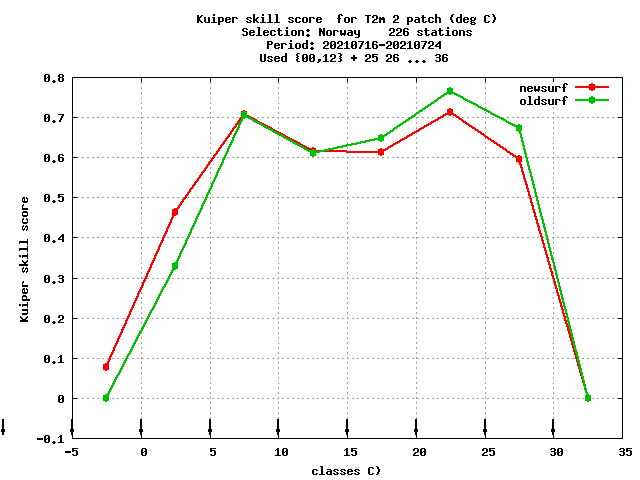 Kuiper skill score  for T2m 2 patch (deg C)
Selection: Norway    226 stations
Period: 20210716-20210724
Used {00,12} + 25 26 ... 36
newsurf
oldsurf
0.8
0.7
0.6
0.5
0.4
0.3
0.2
0.1
0
-0.1
Kuiper skill score
-5 0 5 10 15 20 25 30 35
classes C)